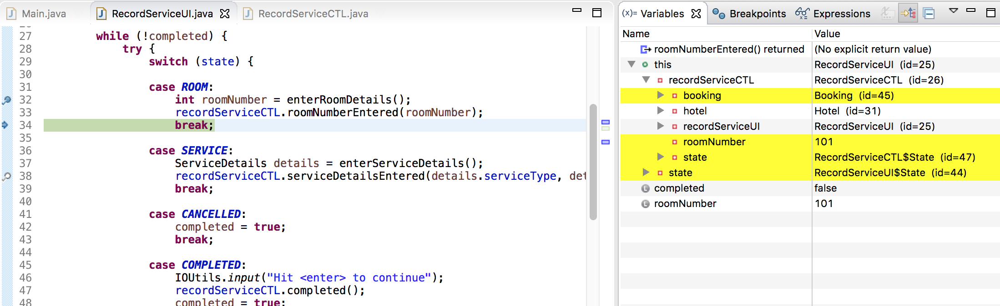 Main.java RecordServiceUI.java RecordServiceCTL.java
27 while (!completed) {
28 try {
29 switch (state) {
30
31 case ROOM:
32 int roomNumber = enterRoomDetails();
33 recordServiceCTL.roomNumberEntered(roomNumber);
34 break;
35
36 case SERVICE:
37 ServiceDetails details = enterServiceDetails();
38 recordServiceCTL.serviceDetailsEntered(details.serviceType, det
39 break;
40
41 case CANCELLED:
42 completed = true;
43 break;
44
45 case COMPLETED:
46 IOUtils.input("Hit <enter> to continue");
47 recordServiceCTL.completed();
48 completed = true;
(x)= Variables Breakpoints Expressions
Name Value
roomNumberEntered() returned (No explicit return value)
this RecordServiceUI (id=25)
recordServiceCTL RecordServiceCTL (id=26)
booking Booking (id=45)
hotel Hotel (id=31)
recordServiceUI RecordServiceUI (id=25)
roomNumber 101
state RecordServiceCTL$State (id=47)
state RecordServiceUI$State (id=44)
completed false
roomNumber 101